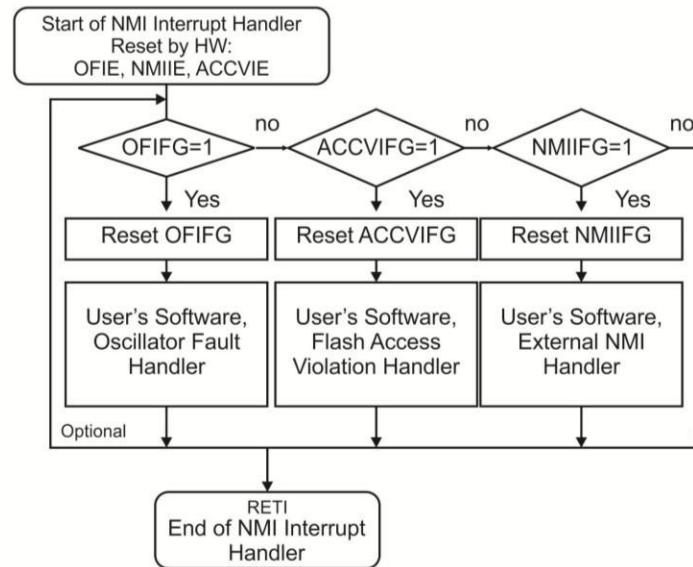 Start of NMI Interrupt Handler
Reset by HW:
OFIE, NMIIE, ACCVIE
no
no
no
OFIFG=1
ACCVIFG=1
NMIIFG=1
Yes
Yes
Yes
Reset OFIFG
Reset ACCVIFG
Reset NMIIFG
User's Software,
Oscillator Fault
Handler
User's Software,
Flash Access
Violation Handler
User's Software,
External NMI
Handler
Optional
RETI
End of NMI Interrupt
Handler